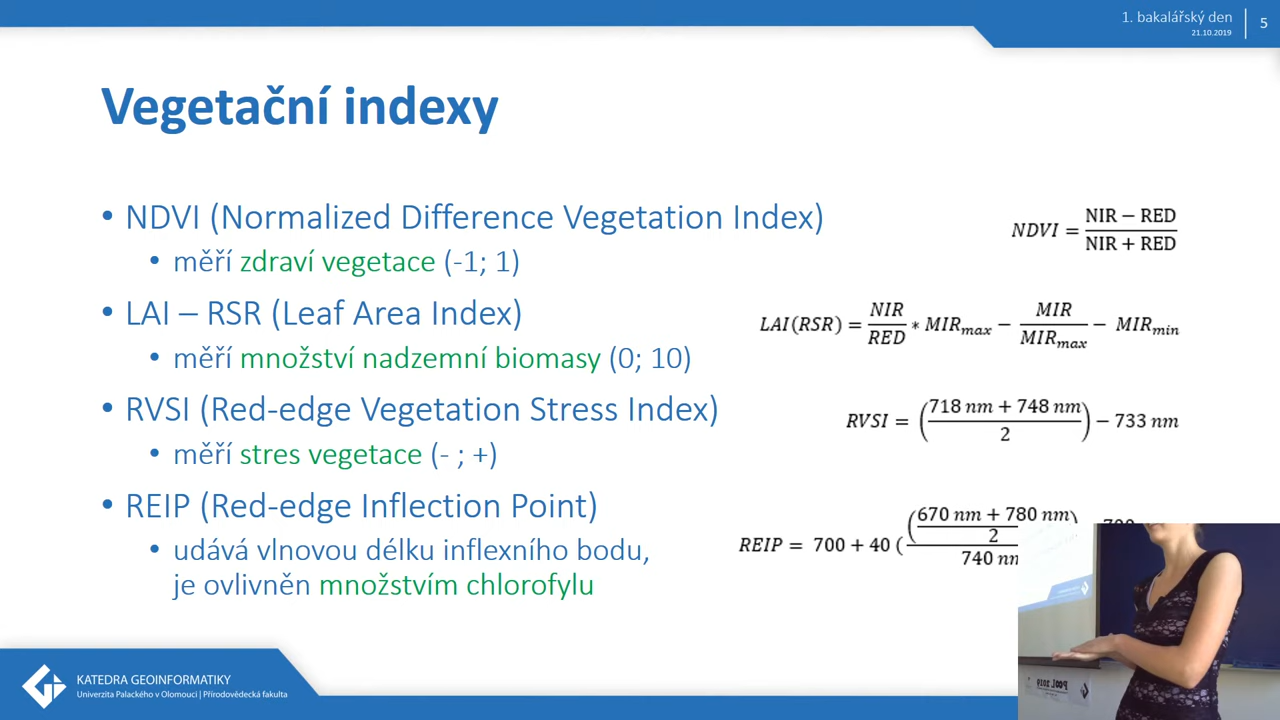 1. bakalářský den
21.10.2019
5
Vegetační indexy
• NDVI (Normalized Difference Vegetation Index)
• měří zdraví vegetace (-1; 1)
NDVI = (NIR − RED) / (NIR + RED)
• LAI – RSR (Leaf Area Index)
• měří množství nadzemní biomasy (0; 10)
LAI(RSR) = NIR / RED * MIRmax − MIR / MIRmax − MIRmin
• RVSI (Red-edge Vegetation Stress Index)
• měří stres vegetace (- ; +)
RVSI = ((718 nm + 748 nm) / 2) − 733 nm
• REIP (Red-edge Inflection Point)
• udává vlnovou délku inflexního bodu,
je ovlivněn množstvím chlorofylu
REIP = 700 + 40 ( ((670 nm + 780 nm) / 2) / 740
KATEDRA GEOINFORMATIKY
Univerzita Palackého v Olomouci | Přírodovědecká fakulta